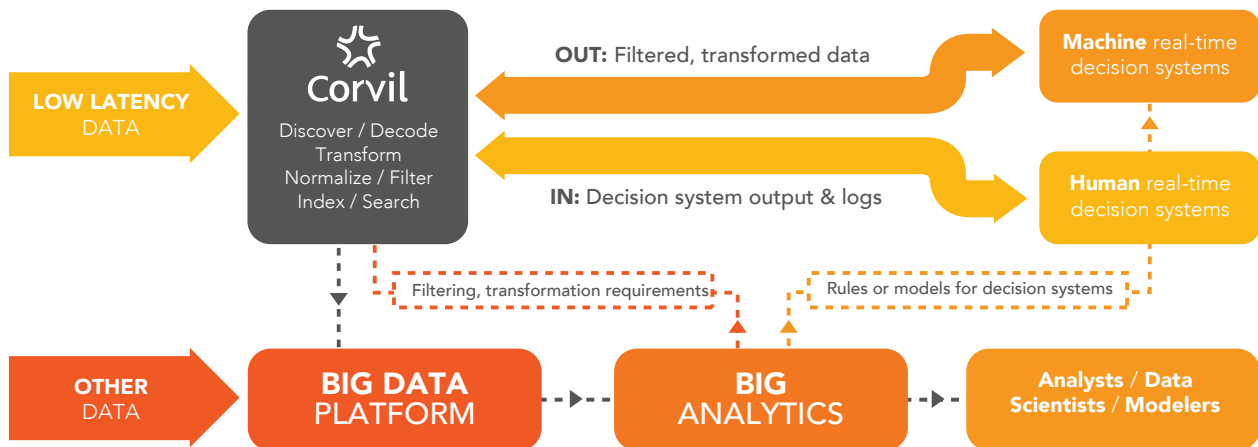 LOW LATENCY
DATA
Corvil
Discover / Decode
Transform
Normalize / Filter
Index / Search
OUT: Filtered, transformed data
IN: Decision system output & logs
Machine real-time
decision systems
Human real-time
decision systems
Filtering, transformation requirements
Rules or models for decision systems
OTHER
DATA
BIG DATA
PLATFORM
BIG
ANALYTICS
Analysts / Data
Scientists / Modelers